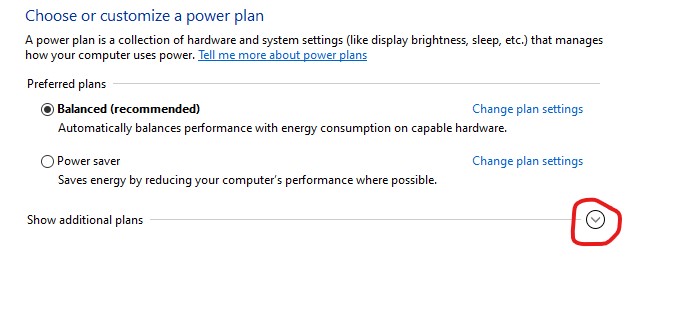 Choose or customize a power plan
A power plan is a collection of hardware and system settings (like display brightness, sleep, etc.) that manages
how your computer uses power. Tell me more about power plans
Preferred plans
Balanced (recommended) Change plan settings
Automatically balances performance with energy consumption on capable hardware.
Power saver Change plan settings
Saves energy by reducing your computer's performance where possible.
Show additional plans